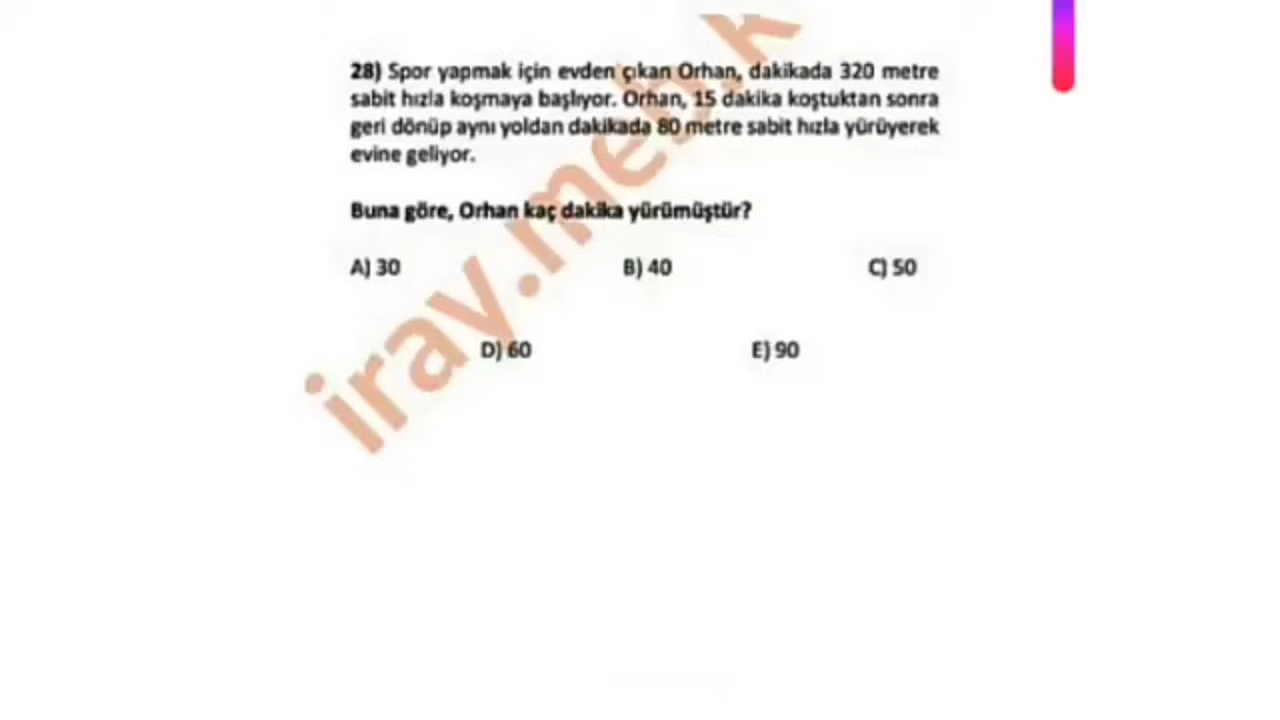 28) Spor yapmak için evden çıkan Orhan, dakikada 320 metre
sabit hızla koşmaya başlıyor. Orhan, 15 dakika koştuktan sonra
geri dönüp aynı yoldan dakikada 80 metre sabit hızla yürüyerek
evine geliyor.
Buna göre, Orhan kaç dakika yürümüştür?
A) 30
B) 40
C) 50
D) 60
E) 90
iray.meb.k